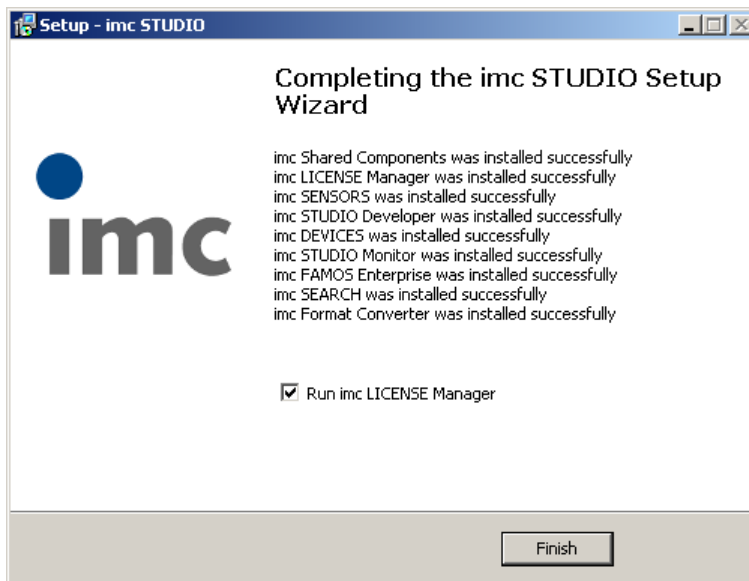 Setup - imc STUDIO
Completing the imc STUDIO Setup
Wizard
imc Shared Components was installed successfully
imc LICENSE Manager was installed successfully
imc SENSORS was installed successfully
imc STUDIO Developer was installed successfully
imc DEVICES was installed successfully
imc STUDIO Monitor was installed successfully
imc FAMOS Enterprise was installed successfully
imc SEARCH was installed successfully
imc Format Converter was installed successfully
imc
Run imc LICENSE Manager
Finish